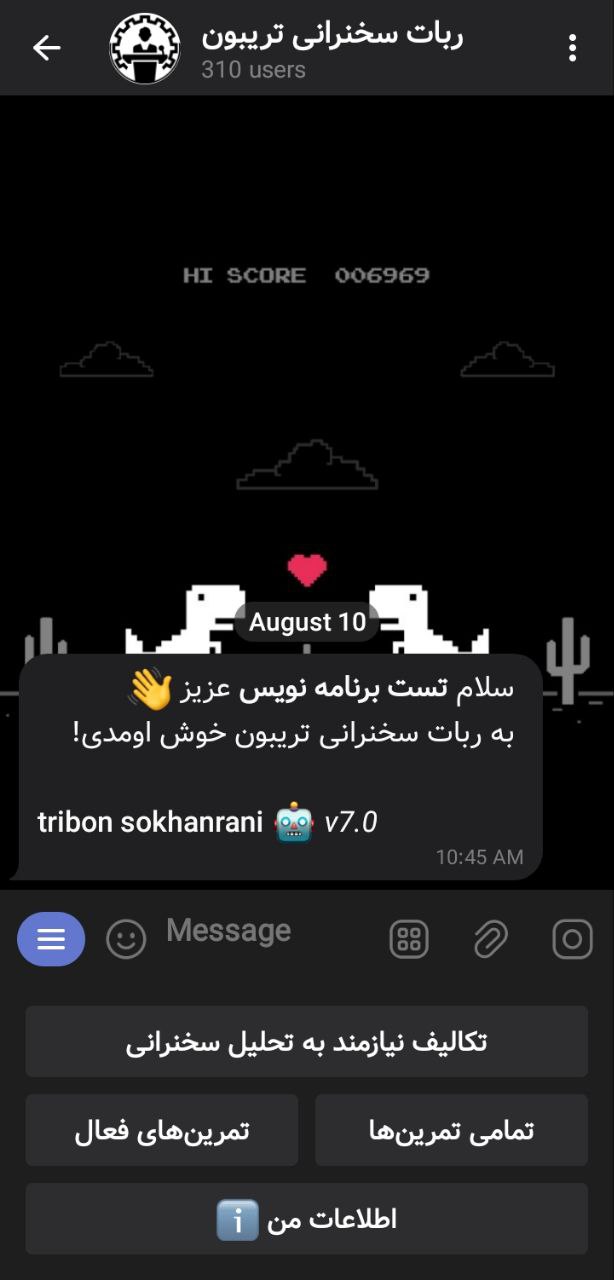 ربات سخنرانی تریبون
310 users
HI SCORE 006969
August 10
سلام تست برنامه نویس عزیز 👋
به ربات سخنرانی تریبون خوش اومدی!
tribon sokhanrani 🤖 v7.0
10:45 AM
Message
تکالیف نیازمند به تحلیل سخنرانی
تمامی تمرین‌ها
تمرین‌های فعال
اطلاعات من ℹ️